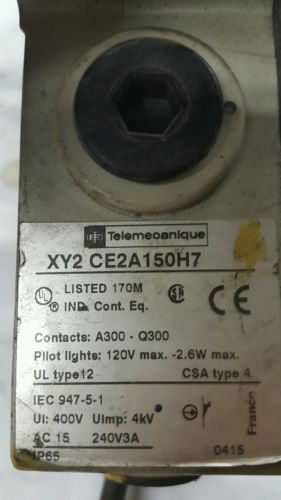 Telemecanique
XY2 CE2A150H7
UL LISTED 170M
® IND. Cont. Eq.
SA
CE
Contacts: A300 - Q300
Pilot lights: 120V max. -2.6W max.
UL type12 CSA type 4
IEC 947-5-1
Ui: 400V Uimp: 4kV
AC 15 240V3A
IP65
0415
France